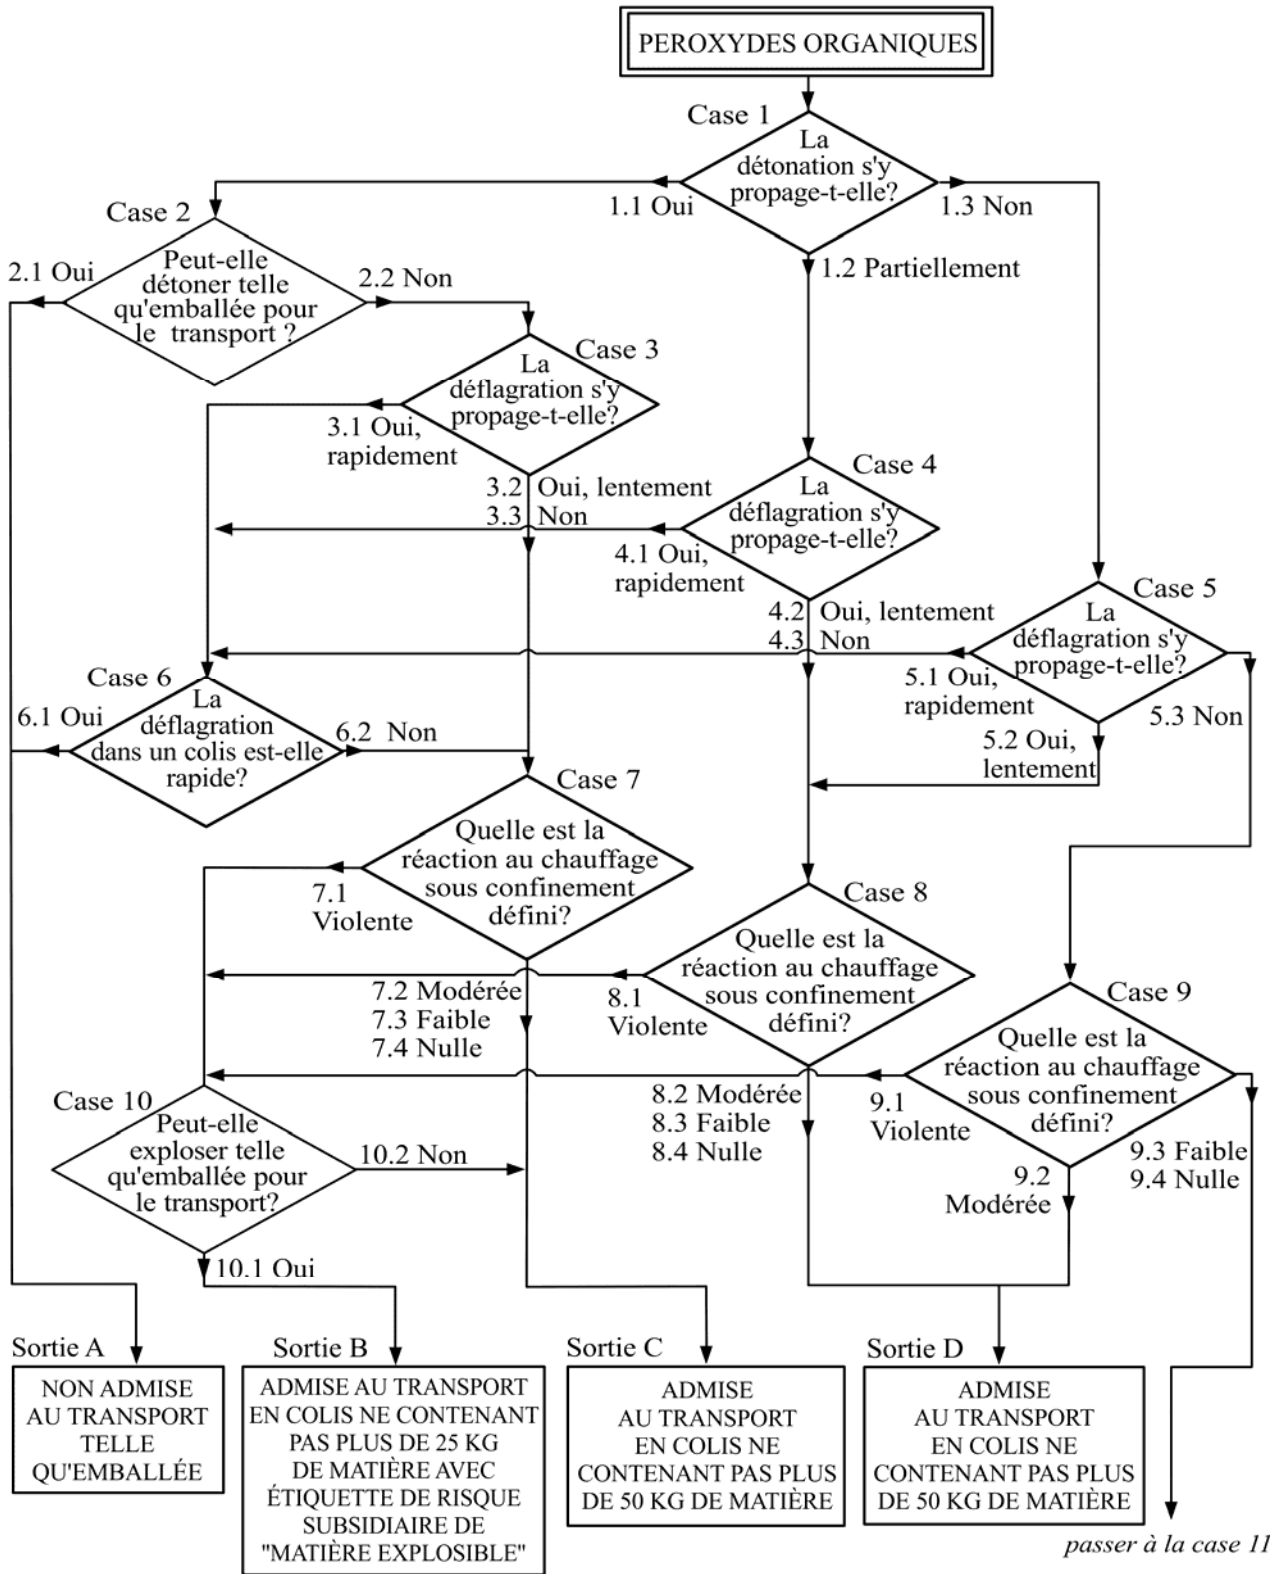 PEROXYDES ORGANIQUES
Case 1
La
détonation s'y
propage-t-elle?
1.1 Oui
1.3 Non
1.2 Partiellement
Case 2
Peut-elle
détoner telle
qu'emballée pour
le transport ?
2.1 Oui
2.2 Non
Case 3
La
déflagration s'y
propage-t-elle?
3.1 Oui,
rapidement
3.2 Oui, lentement
3.3 Non
Case 4
La
déflagration s'y
propage-t-elle?
4.1 Oui,
rapidement
4.2 Oui, lentement
4.3 Non
Case 5
La
déflagration s'y
propage-t-elle?
5.1 Oui,
rapidement
5.3 Non
5.2 Oui,
lentement
Case 6
La
déflagration
dans un colis est-elle
rapide?
6.1 Oui
6.2 Non
Case 7
Quelle est la
réaction au chauffage
sous confinement
défini?
7.1
Violente
7.2 Modérée
7.3 Faible
7.4 Nulle
Case 8
Quelle est la
réaction au chauffage
sous confinement
défini?
8.1
Violente
8.2 Modérée
8.3 Faible
8.4 Nulle
Case 9
Quelle est la
réaction au chauffage
sous confinement
défini?
9.1
Violente
9.2
Modérée
9.3 Faible
9.4 Nulle
Case 10
Peut-elle
exploser telle
qu'emballée pour
le transport?
10.2 Non
10.1 Oui
Sortie A
NON ADMISE
AU TRANSPORT
TELLE
QU'EMBALLÉE
Sortie B
ADMISE AU TRANSPORT
EN COLIS NE CONTENANT
PAS PLUS DE 25 KG
DE MATIÈRE AVEC
ÉTIQUETTE DE RISQUE
SUBSIDIAIRE DE
"MATIÈRE EXPLOSIBLE"
Sortie C
ADMISE
AU TRANSPORT
EN COLIS NE
CONTENANT PAS PLUS
DE 50 KG DE MATIÈRE
Sortie D
ADMISE
AU TRANSPORT
EN COLIS NE
CONTENANT PAS PLUS
DE 50 KG DE MATIÈRE
passer à la case 11